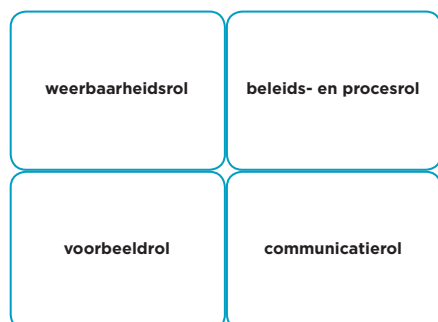 weerbaarheidsrol
beleids- en procesrol
voorbeeldrol
communicatierol